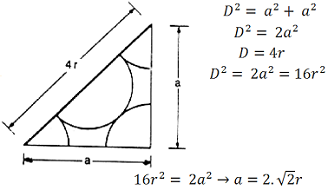 D² = a² + a²
D² = 2a²
D = 4r
D² = 2a² = 16r²
4r
a
a
16r² = 2a² → a = 2.√2r